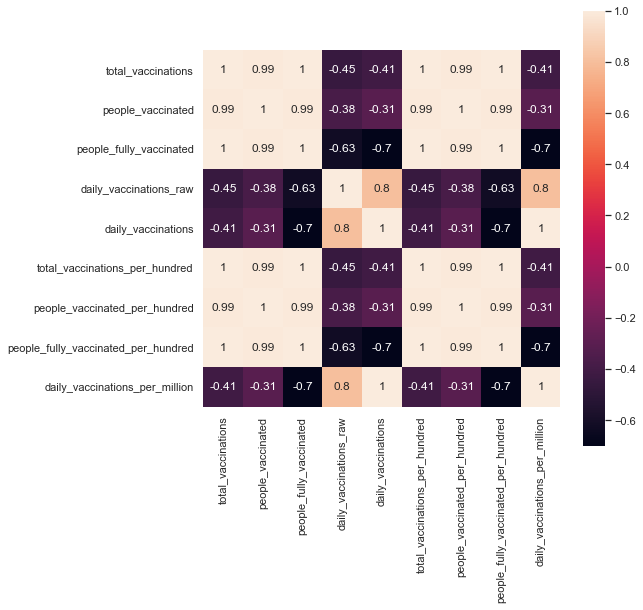 total_vaccinations 1 0.99 1 -0.45 -0.41 1 0.99 1 -0.41
people_vaccinated 0.99 1 0.99 -0.38 -0.31 0.99 1 0.99 -0.31
people_fully_vaccinated 1 0.99 1 -0.63 -0.7 1 0.99 1 -0.7
daily_vaccinations_raw -0.45 -0.38 -0.63 1 0.8 -0.45 -0.38 -0.63 0.8
daily_vaccinations -0.41 -0.31 -0.7 0.8 1 -0.41 -0.31 -0.7 1
total_vaccinations_per_hundred 1 0.99 1 -0.45 -0.41 1 0.99 1 -0.41
people_vaccinated_per_hundred 0.99 1 0.99 -0.38 -0.31 0.99 1 0.99 -0.31
people_fully_vaccinated_per_hundred 1 0.99 1 -0.63 -0.7 1 0.99 1 -0.7
daily_vaccinations_per_million -0.41 -0.31 -0.7 0.8 1 -0.41 -0.31 -0.7 1
total_vaccinations
people_vaccinated
people_fully_vaccinated
daily_vaccinations_raw
daily_vaccinations
total_vaccinations_per_hundred
people_vaccinated_per_hundred
people_fully_vaccinated_per_hundred
daily_vaccinations_per_million
1.0
0.8
0.6
0.4
0.2
0.0
−0.2
−0.4
−0.6